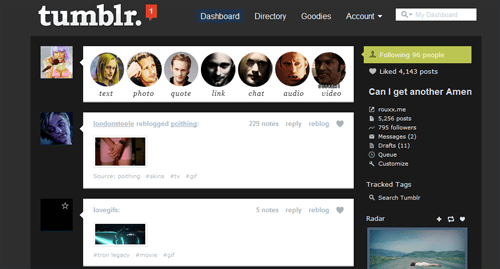 tumblr.
1
Dashboard
Directory
Goodies
Account
My Dashboard
text
photo
quote
link
chat
audio
video
Following 96 people
Liked 4,143 posts
Can I get another Amen
rouxx.me
5,256 posts
795 followers
Messages (2)
Drafts (11)
Queue
Customize
londonsteele reblogged poithing:
229 notes
reply
reblog
Source: poithing #skins #tv #gif
Tracked Tags
Search Tumblr
Radar
lovegifs:
5 notes
reply
reblog
#tron legacy #movie #gif